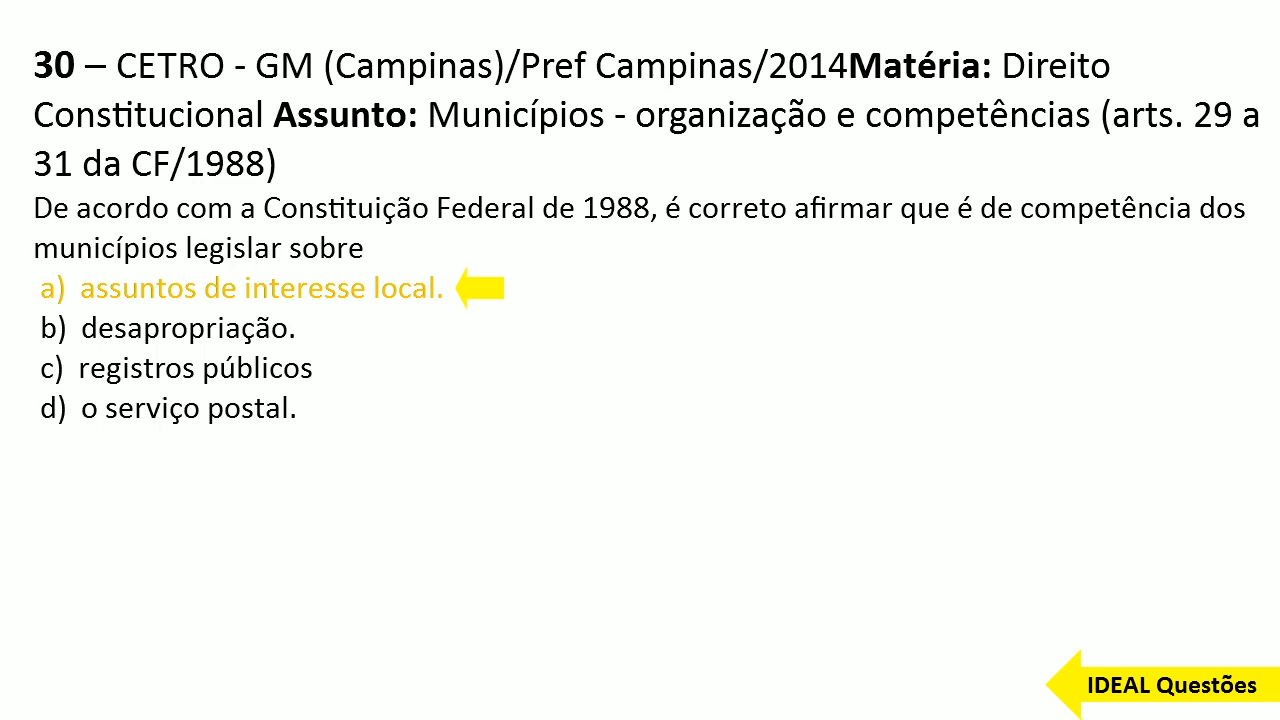 30 – CETRO - GM (Campinas)/Pref Campinas/2014Matéria: Direito
Constitucional Assunto: Municípios - organização e competências (arts. 29 a
31 da CF/1988)
De acordo com a Constituição Federal de 1988, é correto afirmar que é de competência dos
municípios legislar sobre
a) assuntos de interesse local.
b) desapropriação.
c) registros públicos
d) o serviço postal.
IDEAL Questões